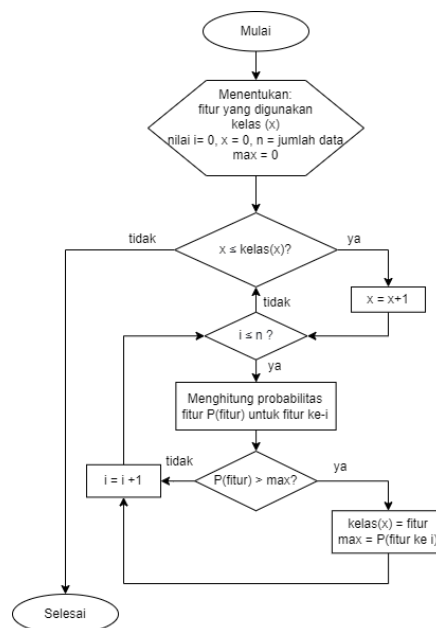 Mulai
Menentukan:
fitur yang digunakan
kelas (x)
nilai i= 0, x = 0, n = jumlah data
max = 0
tidak
x ≤ kelas(x)?
ya
x = x+1
tidak
i ≤ n ?
ya
Menghitung probabilitas
fitur P(fitur) untuk fitur ke-i
tidak
i = i +1
P(fitur) > max?
ya
kelas(x) = fitur
max = P(fitur ke i)
Selesai